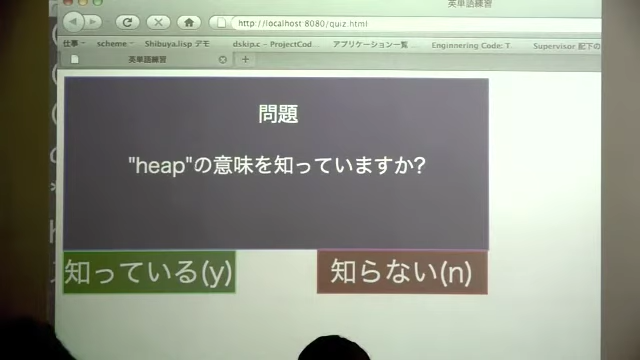 英単語練習
http://localhost:8080/quiz.html
仕事 scheme Shibuya.lisp デモ dskip.c – ProjectCod... アプリケーション一覧 Enginnering Code: T... Supervisor 配下の
英単語練習
問題
"heap"の意味を知っていますか?
知っている(y) 知らない(n)